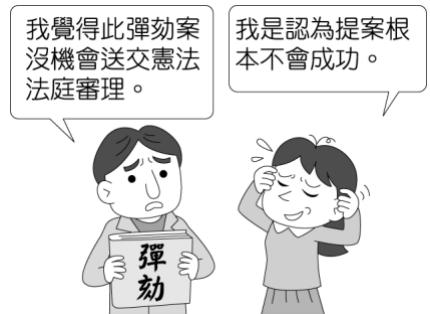 我覺得此彈劾案
沒機會送交憲法
法庭審理。
我是認為提案根
本不會成功。
彈
劾